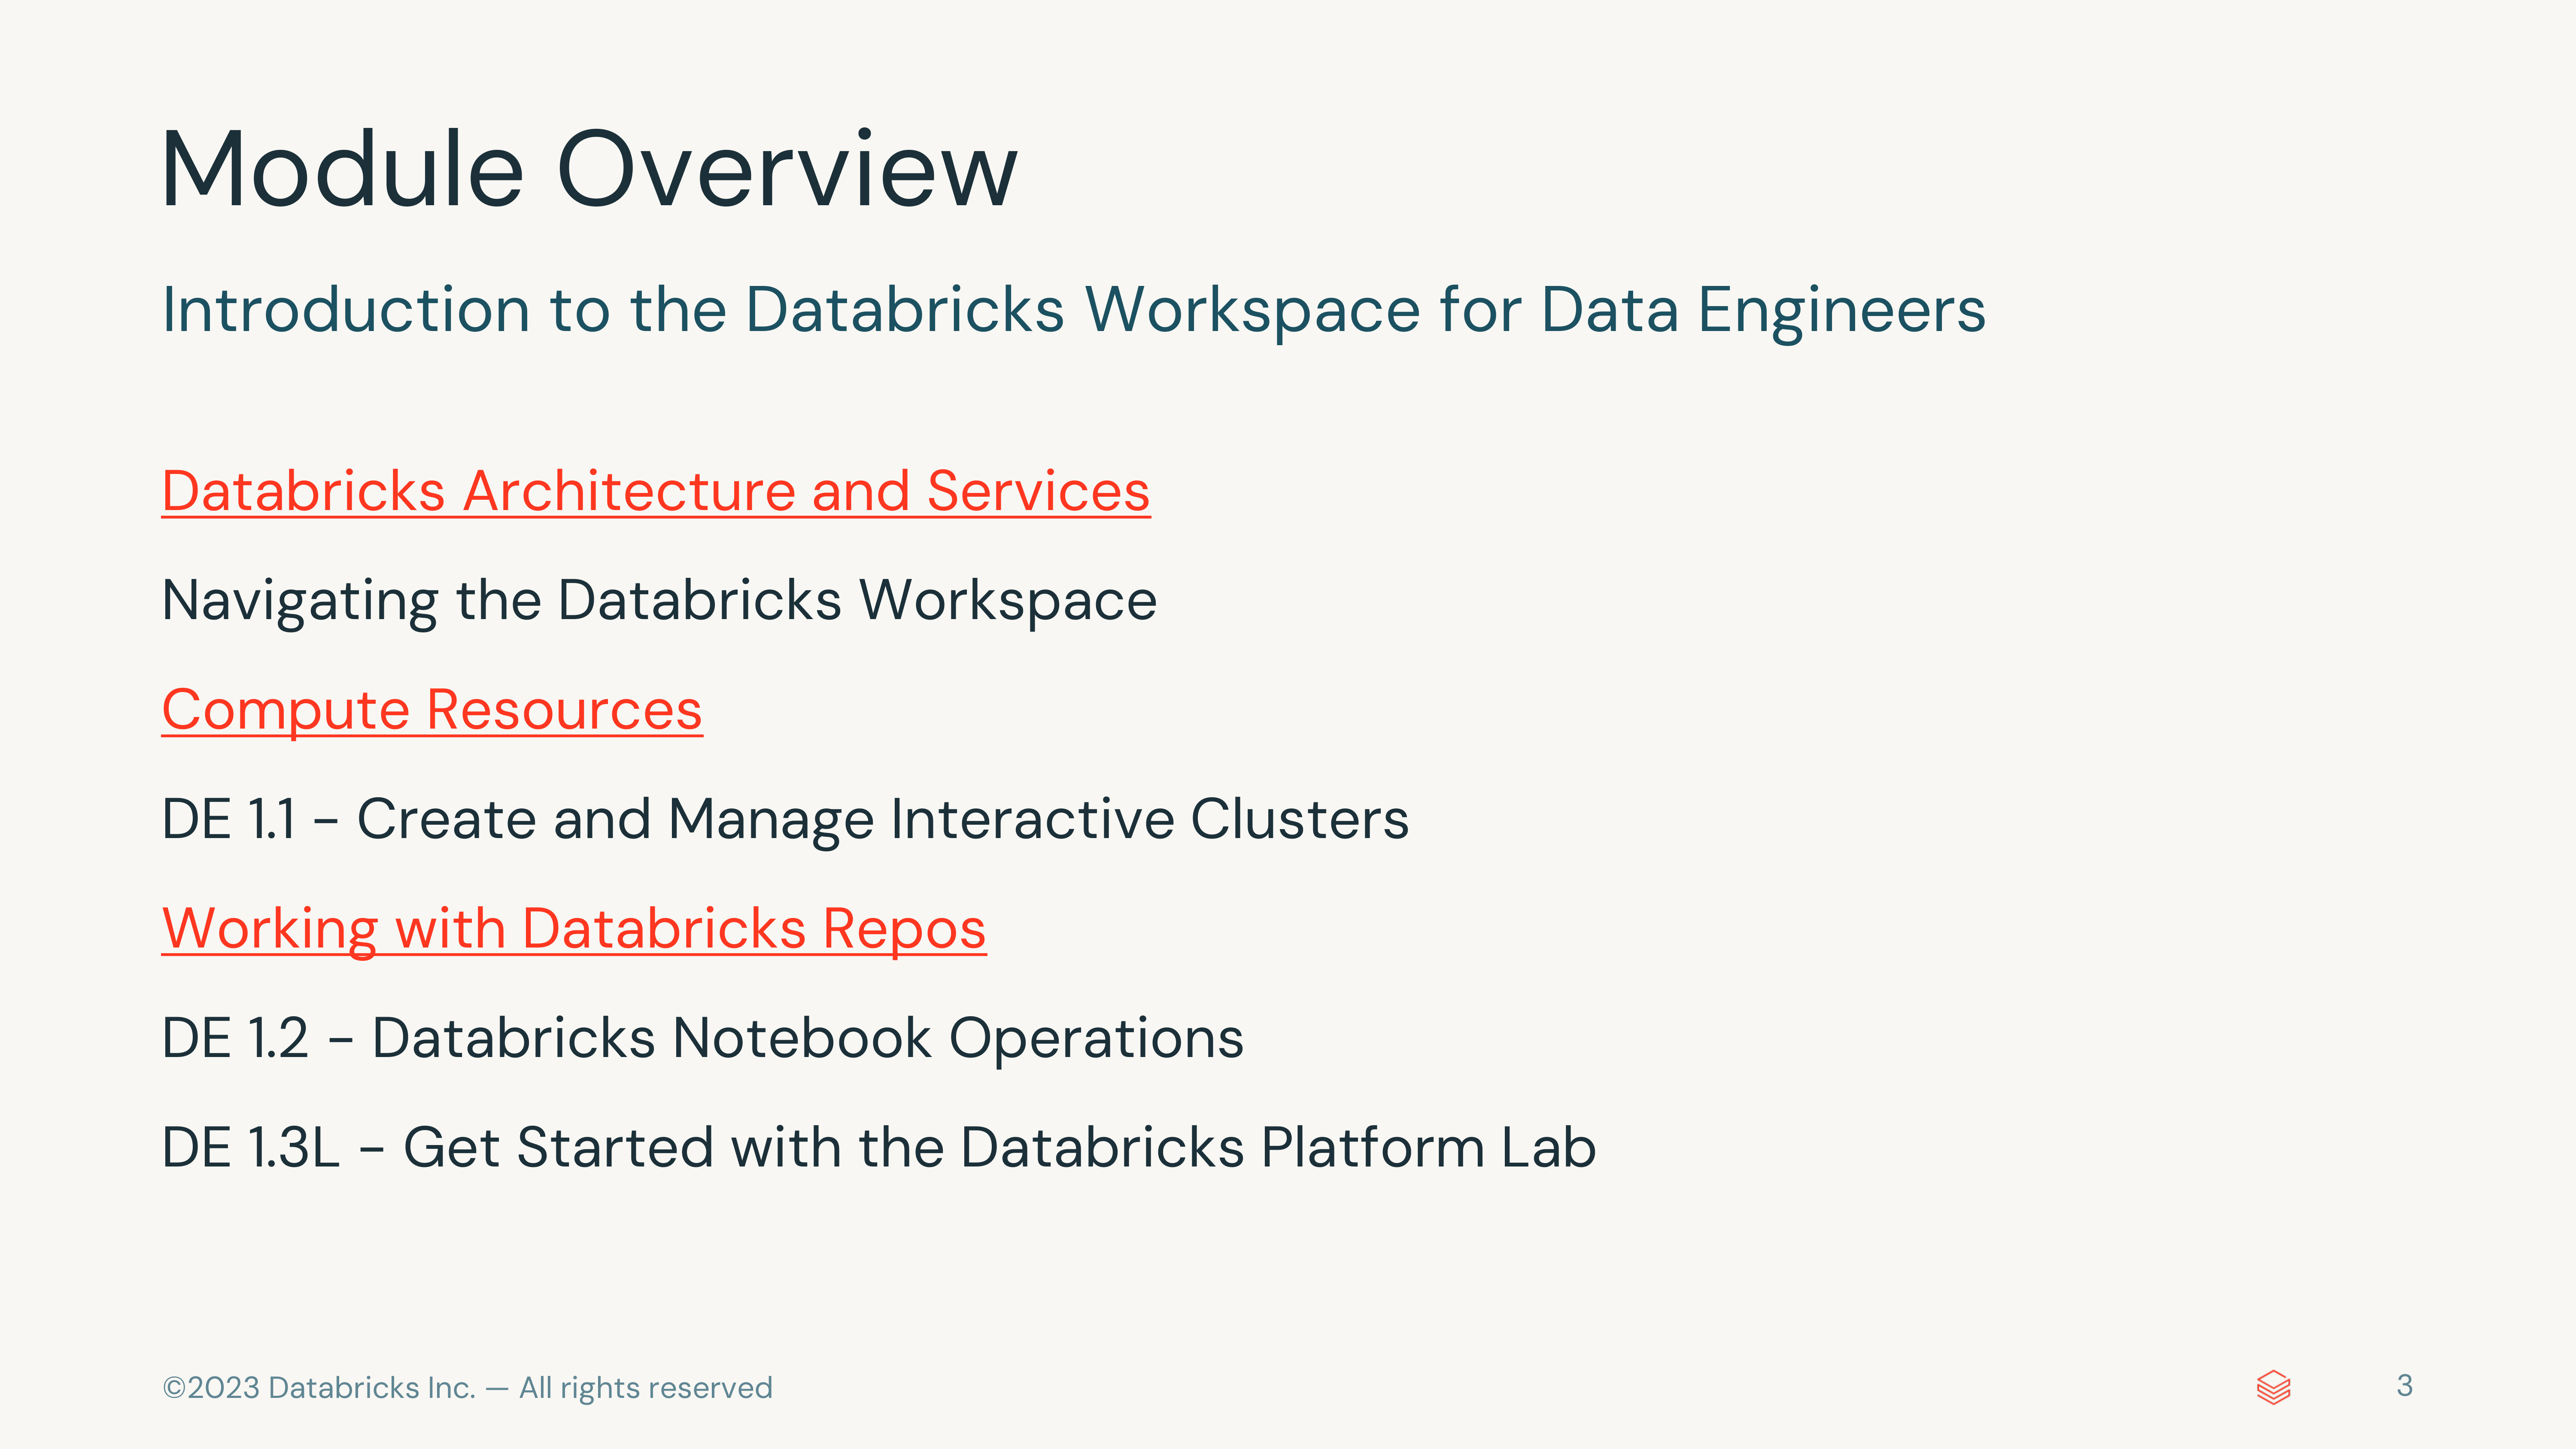 Module Overview
Introduction to the Databricks Workspace for Data Engineers
Databricks Architecture and Services
Navigating the Databricks Workspace
Compute Resources
DE 1.1 - Create and Manage Interactive Clusters
Working with Databricks Repos
DE 1.2 - Databricks Notebook Operations
DE 1.3L - Get Started with the Databricks Platform Lab
©2023 Databricks Inc. — All rights reserved
3